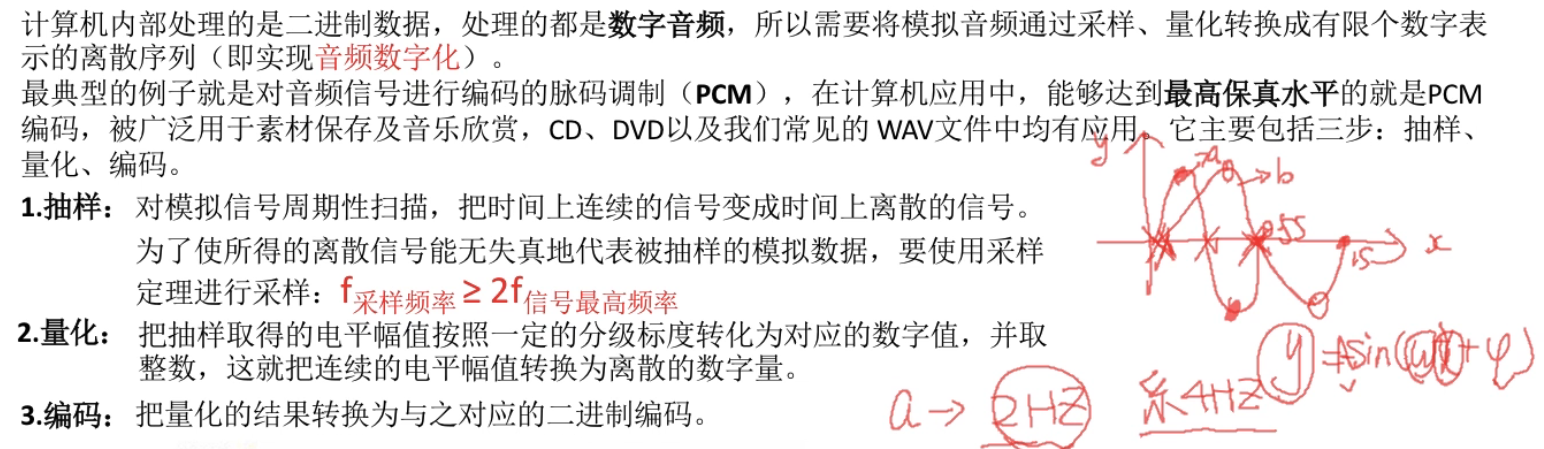 计算机内部处理的是二进制数据，处理的都是数字音频，所以需要将模拟音频通过采样、量化转换成有限个数字表
示的离散序列（即实现音频数字化）。
最典型的例子就是对音频信号进行编码的脉码调制（PCM），在计算机应用中，能够达到最高保真水平的就是PCM
编码，被广泛用于素材保存及音乐欣赏，CD、DVD以及我们常见的 WAV文件中均有应用。它主要包括三步：抽样、
量化、编码。
1.抽样：对模拟信号周期性扫描，把时间上连续的信号变成时间上离散的信号。
为了使所得的离散信号能无失真地代表被抽样的模拟数据，要使用采样
定理进行采样：f采样频率 ≥ 2f信号最高频率
2.量化：把抽样取得的电平幅值按照一定的分级标度转化为对应的数字值，并取
整数，这就把连续的电平幅值转换为离散的数字量。
3.编码：把量化的结果转换为与之对应的二进制编码。
y
a
b
x
1S
a→ 2HZ
4HZ